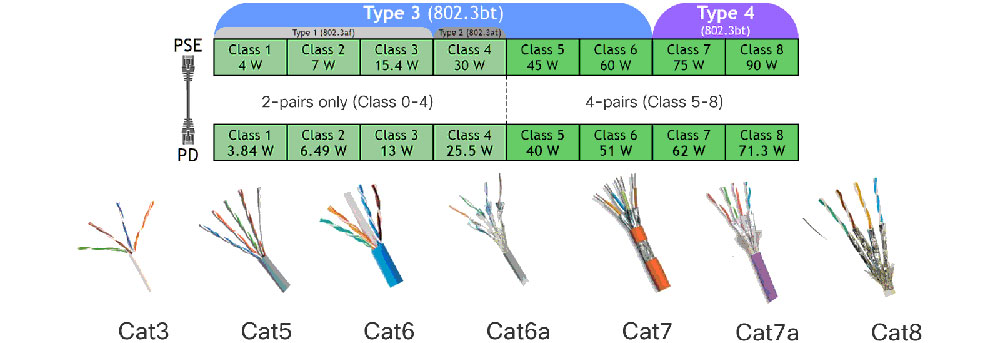 Type 3 (802.3bt)
Type 4
(802.3bt)
Type 1 (802.3af)
Type 2 (802.3at)
PSE
Class 1
4 W
Class 2
7 W
Class 3
15.4 W
Class 4
30 W
Class 5
45 W
Class 6
60 W
Class 7
75 W
Class 8
90 W
2-pairs only (Class 0-4)
4-pairs (Class 5-8)
PD
Class 1
3.84 W
Class 2
6.49 W
Class 3
13 W
Class 4
25.5 W
Class 5
40 W
Class 6
51 W
Class 7
62 W
Class 8
71.3 W
Cat3
Cat5
Cat6
Cat6a
Cat7
Cat7a
Cat8